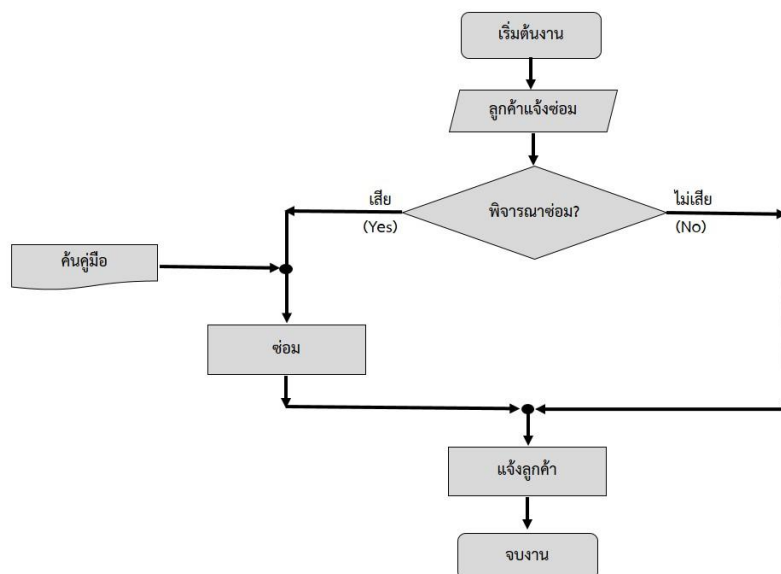 เริ่มต้นงาน
ลูกค้าแจ้งซ่อม
พิจารณาซ่อม?
เสีย
(Yes)
ไม่เสีย
(No)
ค้นคู่มือ
ซ่อม
แจ้งลูกค้า
จบงาน